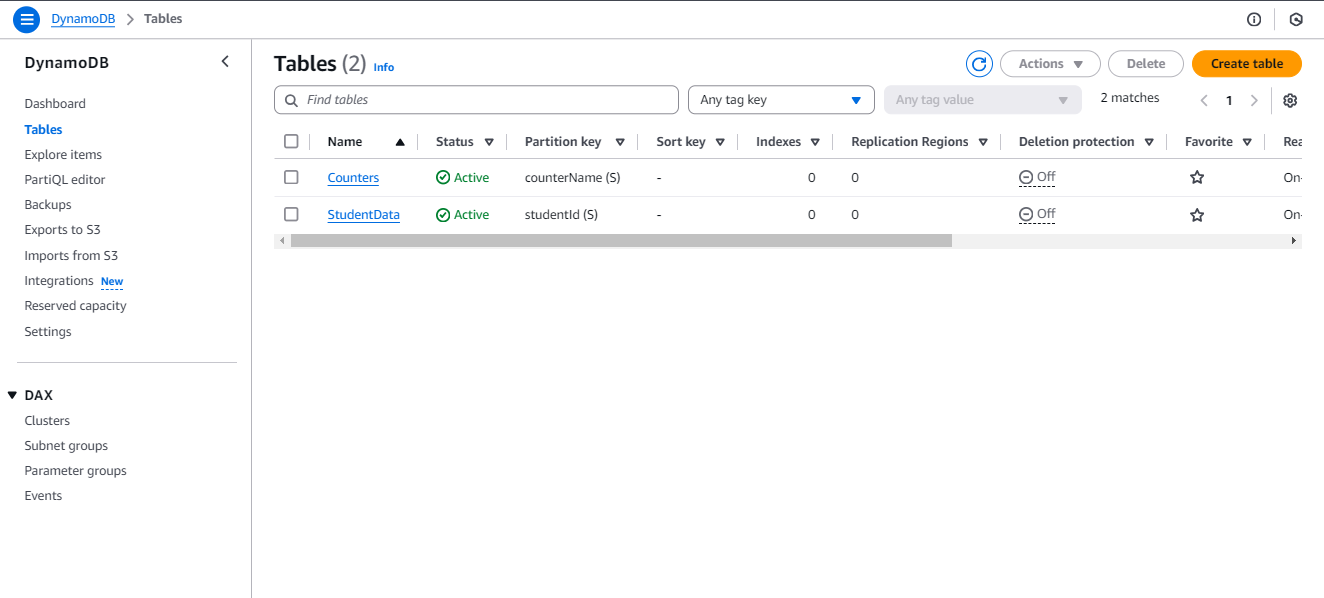 DynamoDB > Tables
DynamoDB
Dashboard
Tables
Explore items
PartiQL editor
Backups
Exports to S3
Imports from S3
Integrations New
Reserved capacity
Settings
DAX
Clusters
Subnet groups
Parameter groups
Events
Tables (2) Info
Actions Delete Create table
Find tables Any tag key Any tag value 2 matches 1
Name Status Partition key Sort key Indexes Replication Regions Deletion protection Favorite Rea
Counters Active counterName (S) - 0 0 Off On-
StudentData Active studentId (S) - 0 0 Off On-